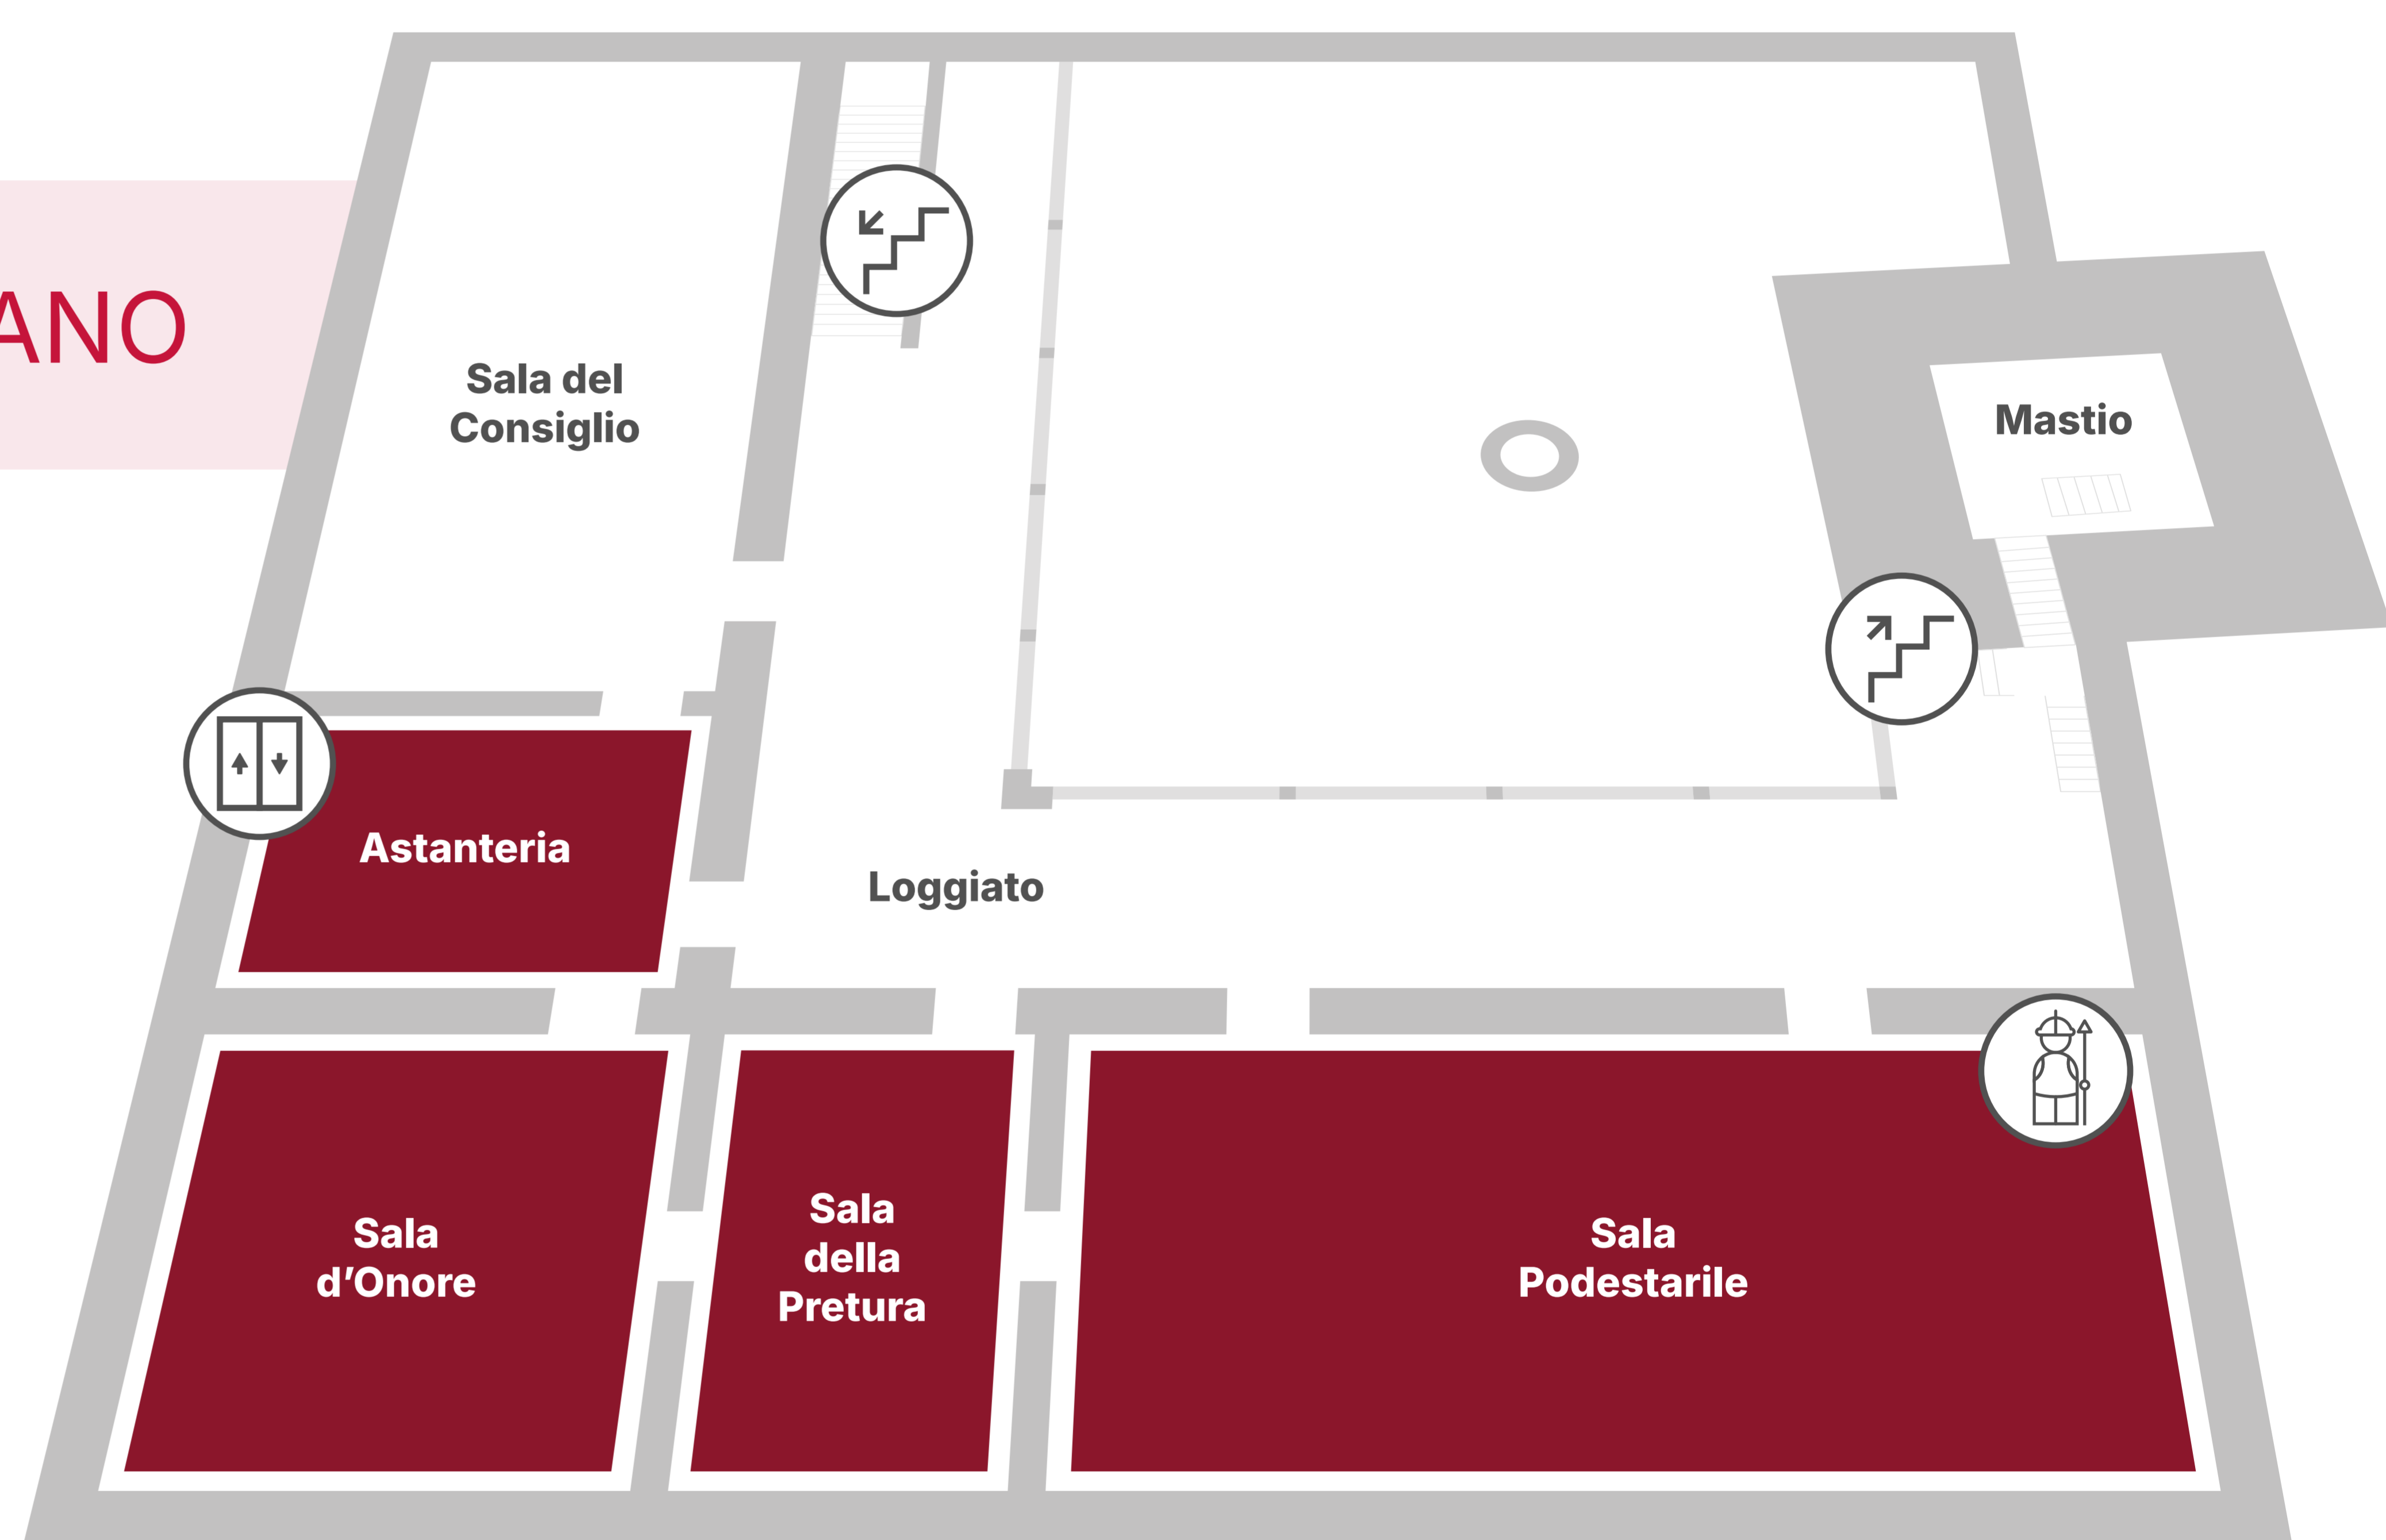 ANO
Sala del
Consiglio
Mastio
Astanteria
Loggiato
Sala
d’Onore
Sala
della
Pretura
Sala
Podestarile